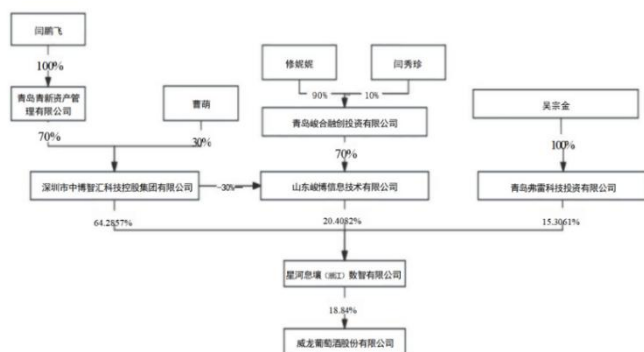 闫鹏飞
100%
青岛青新资产管
理有限公司
70%
曹萌
30%
修妮妮
闫秀珍
90%
10%
青岛峻合融创投资有限公司
70%
吴宗金
100%
深圳市中博智汇科技控股集团有限公司
30%
山东峻博信息技术有限公司
青岛弗雷科技投资有限公司
64.2857%
20.4082%
15.3061%
星河息壤（浙江）数智有限公司
18.84%
威龙葡萄酒股份有限公司